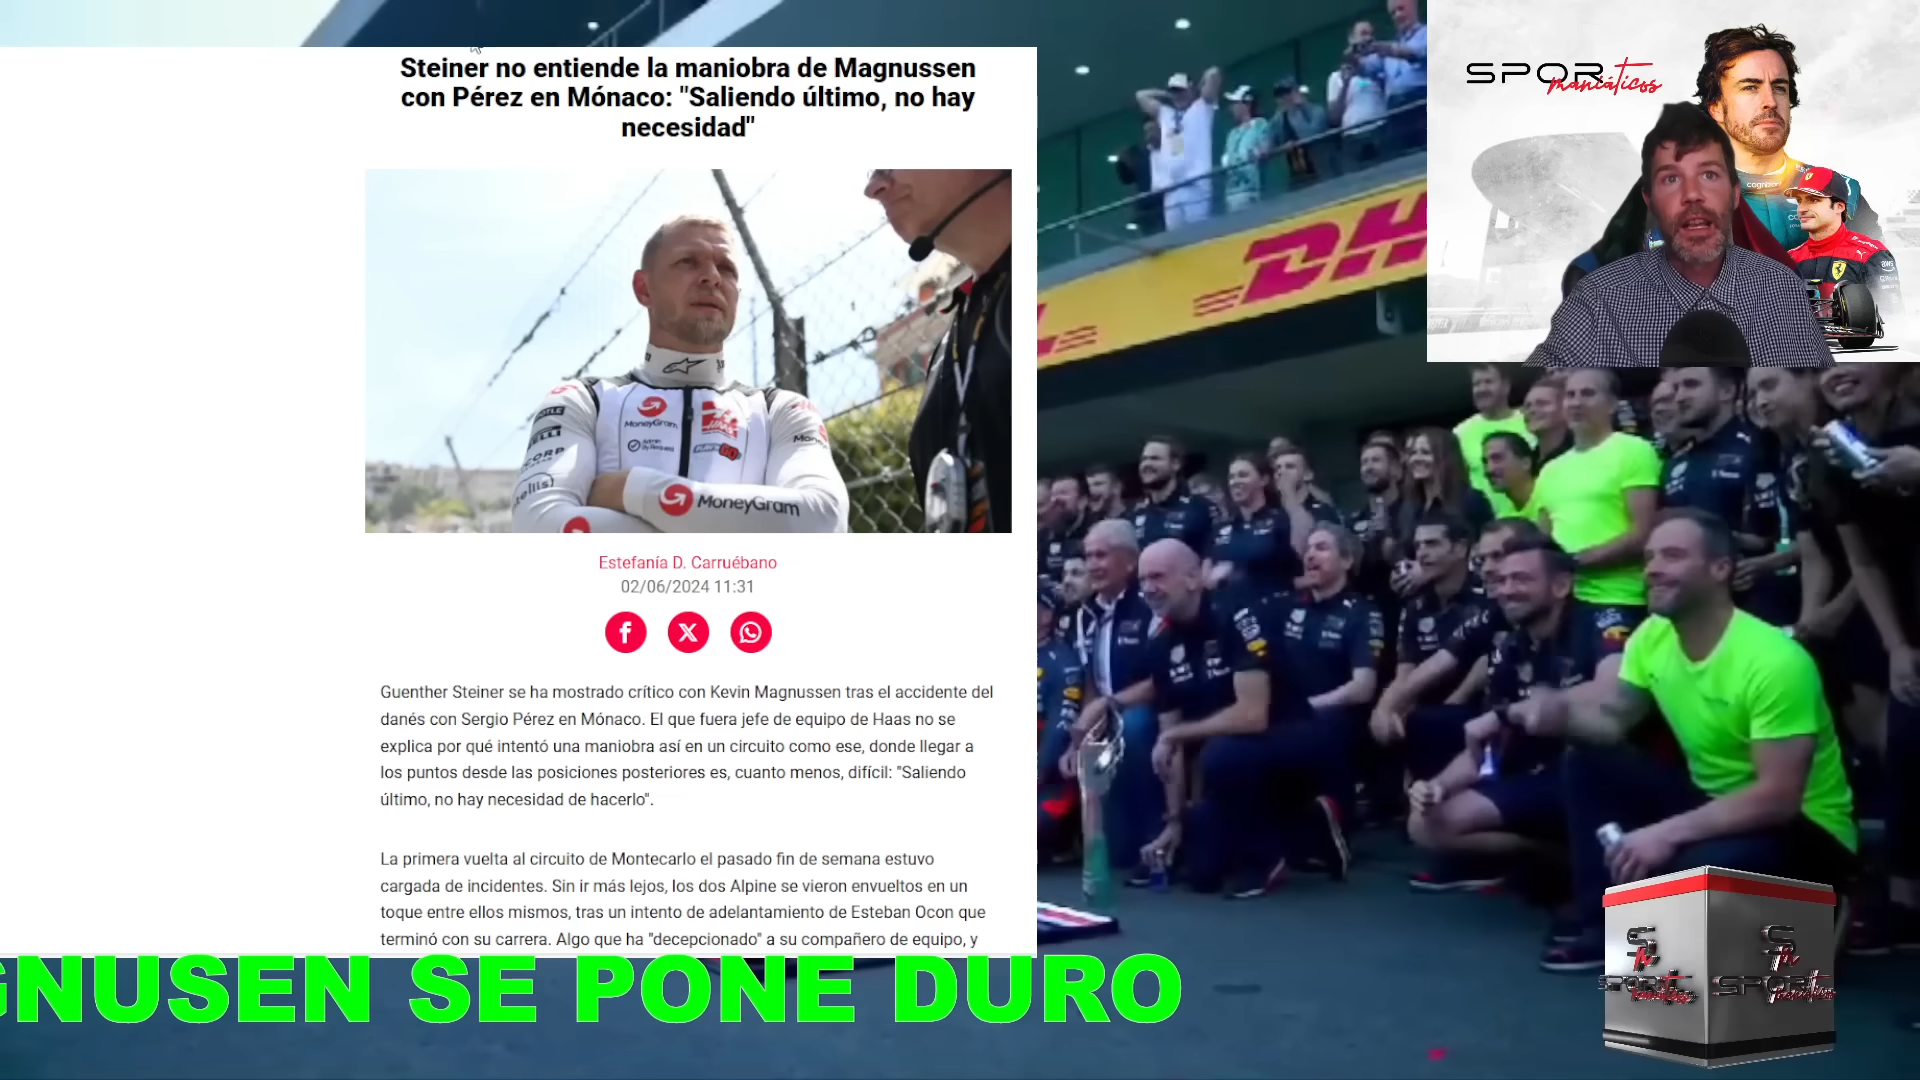 Steiner no entiende la maniobra de Magnussen
con Pérez en Mónaco: "Saliendo último, no hay
necesidad"
SPORT
maniáticos
cognizant
DHL
MoneyGram
HAAS
MoneyGram
Estefanía D. Carruébano
02/06/2024 11:31
Guenther Steiner se ha mostrado crítico con Kevin Magnussen tras el accidente del
danés con Sergio Pérez en Mónaco. El que fuera jefe de equipo de Haas no se
explica por qué intentó una maniobra así en un circuito como ese, donde llegar a
los puntos desde las posiciones posteriores es, cuanto menos, difícil: "Saliendo
último, no hay necesidad de hacerlo".
La primera vuelta al circuito de Montecarlo el pasado fin de semana estuvo
cargada de incidentes. Sin ir más lejos, los dos Alpine se vieron envueltos en un
toque entre ellos mismos, tras un intento de adelantamiento de Esteban Ocon que
terminó con su carrera. Algo que ha "decepcionado" a su compañero de equipo, y
GNUSEN SE PONE DURO